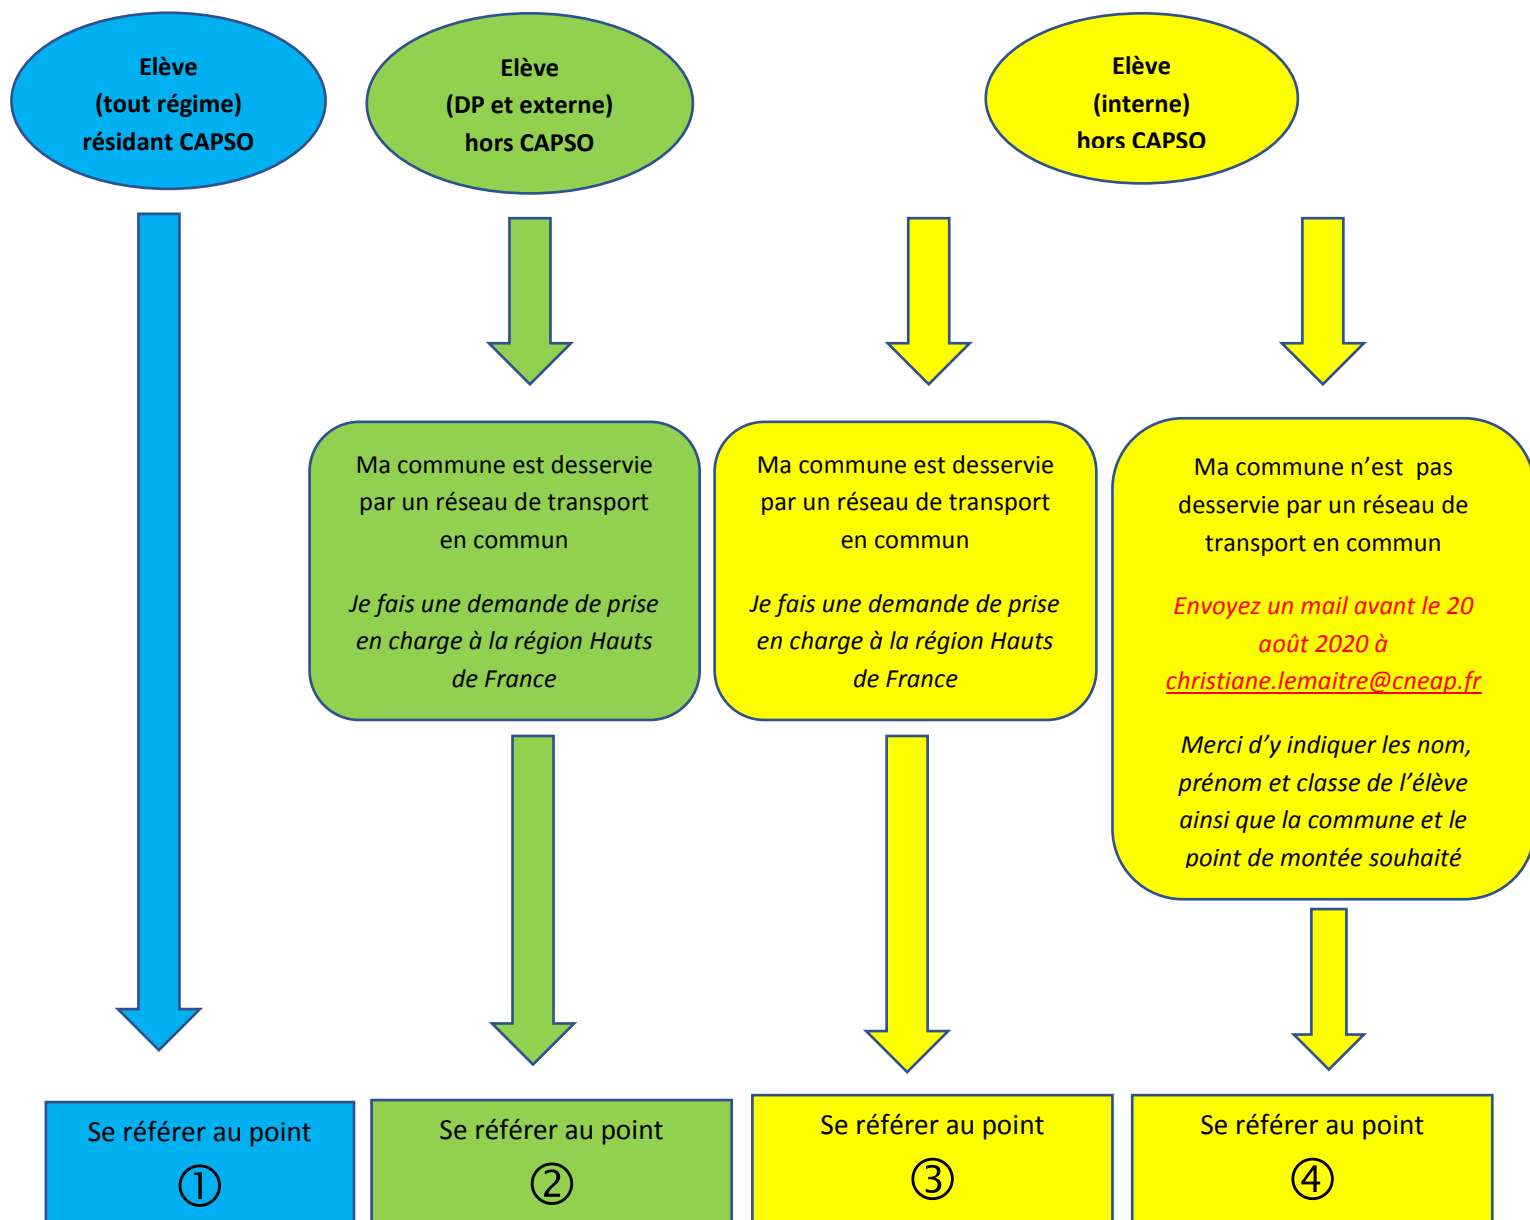 Elève
(tout régime)
résidant CAPSO
Elève
(DP et externe)
hors CAPSO
Elève
(interne)
hors CAPSO
Ma commune est desservie
par un réseau de transport
en commun
Je fais une demande de prise
en charge à la région Hauts
de France
Ma commune est desservie
par un réseau de transport
en commun
Je fais une demande de prise
en charge à la région Hauts
de France
Ma commune n’est  pas
desservie par un réseau de
transport en commun
Envoyez un mail avant le 20
août 2020 à
christiane.lemaitre@cneap.fr
Merci d’y indiquer les nom,
prénom et classe de l’élève
ainsi que la commune et le
point de montée souhaité
Se référer au point
①
Se référer au point
②
Se référer au point
③
Se référer au point
④